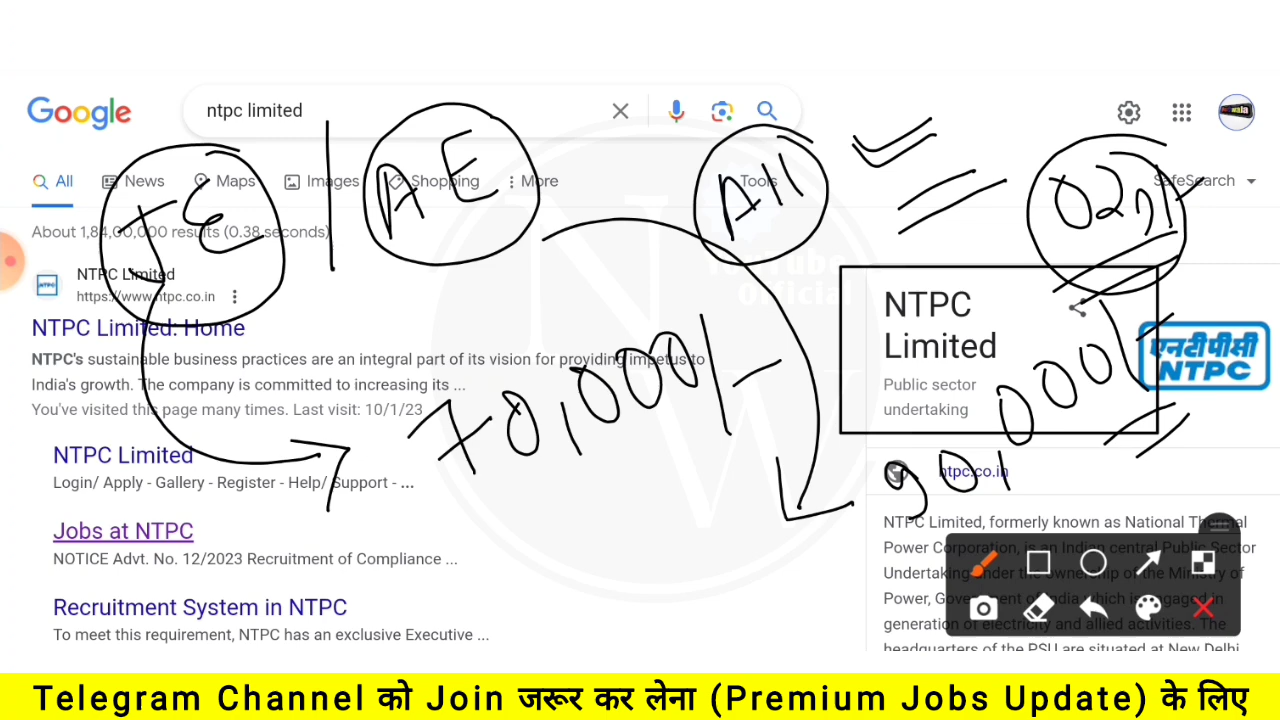 Google
ntpc limited
All News Maps Images Shopping More Tools SafeSearch
About 1,84,00,000 results (0.38 seconds)
JE | AE
All
NTPC Limited
https://www.ntpc.co.in
NTPC Limited: Home
NTPC's sustainable business practices are an integral part of its vision for providing impetus to
India's growth. The company is committed to increasing its ...
You've visited this page many times. Last visit: 10/1/23
70,000/-
NTPC Limited
Login/ Apply - Gallery - Register - Help/ Support - ...
Jobs at NTPC
NOTICE Advt. No. 12/2023 Recruitment of Compliance ...
Recruitment System in NTPC
To meet this requirement, NTPC has an exclusive Executive ...
YouTube
Official
NW
NTPC
Limited
Public sector
undertaking
एनटीपीसी
NTPC
90,000/-
ntpc.co.in
NTPC Limited, formerly known as National Thermal
Power Corporation, is an Indian central Public Sector
Undertaking under the ownership of the Ministry of
Power, Government of India, which is engaged in
generation of electricity and allied activities. The
headquarters of the PSU are situated at New Delhi.
Telegram Channel को Join जरूर कर लेना (Premium Jobs Update) के लिए